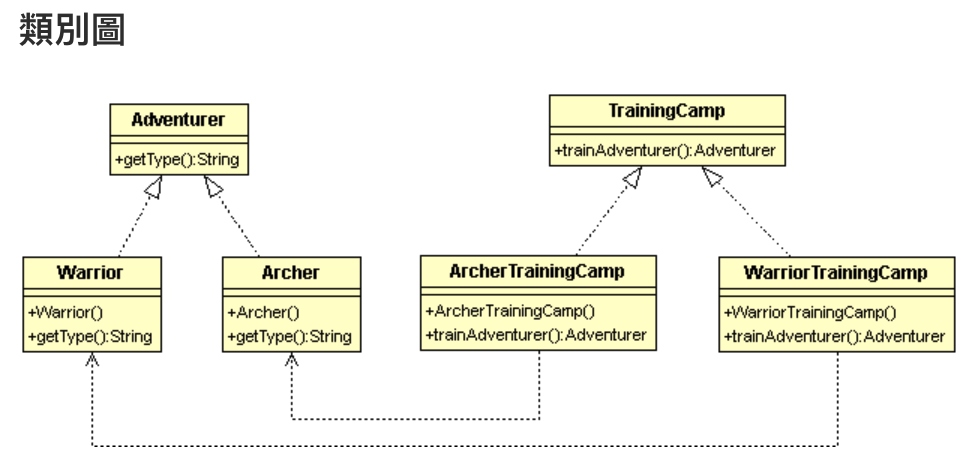 類別圖
Adventurer
+getType():String
TrainingCamp
+trainAdventurer():Adventurer
Warrior
+Warrior()
+getType():String
Archer
+Archer()
+getType():String
ArcherTrainingCamp
+ArcherTrainingCamp()
+trainAdventurer():Adventurer
WarriorTrainingCamp
+WarriorTrainingCamp()
+trainAdventurer():Adventurer